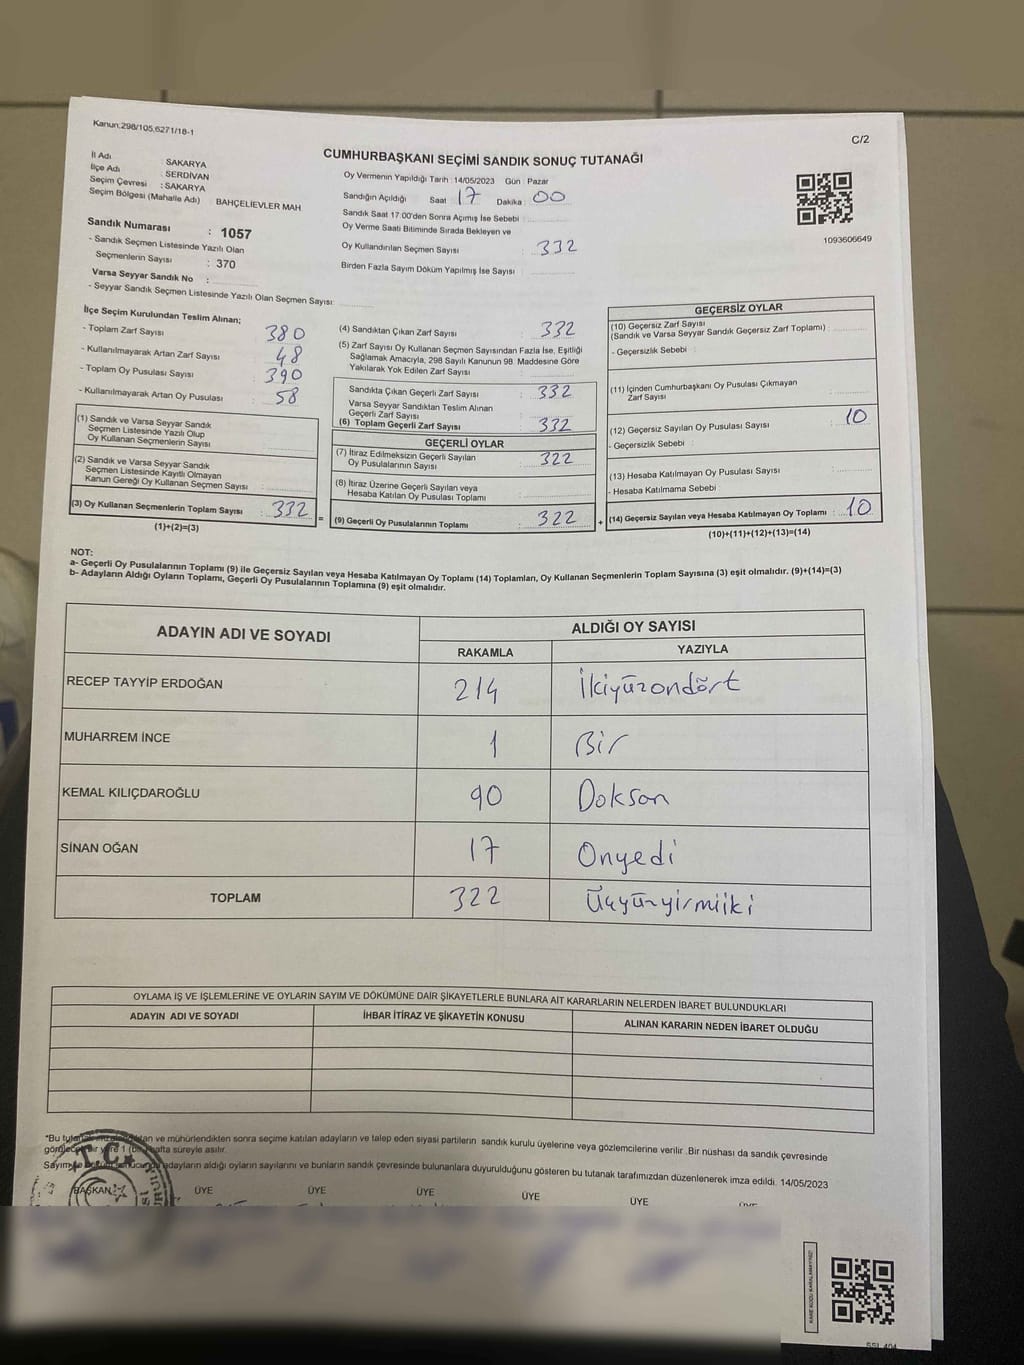 Kanun:298/105,6271/18-1
C/2
CUMHURBAŞKANI SEÇİMİ SANDIK SONUÇ TUTANAĞI
İl Adı : SAKARYA
İlçe Adı : SERDİVAN
Seçim Çevresi : SAKARYA
Seçim Bölgesi (Mahalle Adı) : BAHÇELİEVLER MAH
Sandık Numarası : 1057
- Sandık Seçmen Listesinde Yazılı Olan
Seçmenlerin Sayısı : 370
Varsa Seyyar Sandık No :
- Seyyar Sandık Seçmen Listesinde Yazılı Olan Seçmen Sayısı:
Oy Vermenin Yapıldığı Tarih : 14/05/2023 Gün : Pazar
Sandığın Açıldığı Saat : 17 Dakika : 00
Sandık Saat 17:00'den Sonra Açımış İse Sebebi :
Oy Verme Saati Bitiminde Sırada Bekleyen ve
Oy Kullandırılan Seçmen Sayısı : 332
Birden Fazla Sayım Döküm Yapılmış İse Sayısı :
1093606649
İlçe Seçim Kurulundan Teslim Alınan;
- Toplam Zarf Sayısı : 380
- Kullanılmayarak Artan Zarf Sayısı : 48
- Toplam Oy Pusulası Sayısı : 390
- Kullanılmayarak Artan Oy Pusulası : 58
(1) Sandık ve Varsa Seyyar Sandık
Seçmen Listesinde Yazılı Olup
Oy Kullanan Seçmenlerin Sayısı :
(2) Sandık ve Varsa Seyyar Sandık
Seçmen Listesinde Kayıtlı Olmayan
Kanun Gereği Oy Kullanan Seçmen Sayısı :
(3) Oy Kullanan Seçmenlerin Toplam Sayısı : 332
(1)+(2)=(3)
(4) Sandıktan Çıkan Zarf Sayısı : 332
(5) Zarf Sayısı Oy Kullanan Seçmen Sayısından Fazla İse, Eşitliği
Sağlamak Amacıyla, 298 Sayılı Kanunun 98. Maddesine Göre
Yakılarak Yok Edilen Zarf Sayısı :
Sandıkta Çıkan Geçerli Zarf Sayısı : 332
Varsa Seyyar Sandıktan Teslim Alınan
Geçerli Zarf Sayısı :
(6) Toplam Geçerli Zarf Sayısı : 332
GEÇERLİ OYLAR
(7) İtiraz Edilmeksizin Geçerli Sayılan
Oy Pusulalarının Sayısı : 322
(8) İtiraz Üzerine Geçerli Sayılan veya
Hesaba Katılan Oy Pusulası Toplamı :
=
(9) Geçerli Oy Pusulalarının Toplamı : 322
+
GEÇERSİZ OYLAR
(10) Geçersiz Zarf Sayısı
(Sandık ve Varsa Seyyar Sandık Geçersiz Zarf Toplamı) :
- Geçersizlik Sebebi :
(11) İçinden Cumhurbaşkanı Oy Pusulası Çıkmayan
Zarf Sayısı :
(12) Geçersiz Sayılan Oy Pusulası Sayısı : 10
- Geçersizlik Sebebi :
(13) Hesaba Katılmayan Oy Pusulası Sayısı :
- Hesaba Katılmama Sebebi :
(14) Geçersiz Sayılan veya Hesaba Katılmayan Oy Toplamı : 10
(10)+(11)+(12)+(13)=(14)
NOT:
a- Geçerli Oy Pusulalarının Toplamı (9) ile Geçersiz Sayılan veya Hesaba Katılmayan Oy Toplamı (14) Toplamları, Oy Kullanan Seçmenlerin Toplam Sayısına (3) eşit olmalıdır. (9)+(14)=(3)
b- Adayların Aldığı Oyların Toplamı, Geçerli Oy Pusulalarının Toplamına (9) eşit olmalıdır.
ADAYIN ADI VE SOYADI
ALDIĞI OY SAYISI
RAKAMLA YAZIYLA
RECEP TAYYİP ERDOĞAN 214 İkiyüzondört
MUHARREM İNCE 1 Bir
KEMAL KILIÇDAROĞLU 90 Doksan
SİNAN OĞAN 17 Onyedi
TOPLAM 322 Üçyüzyirmiiki
OYLAMA İŞ VE İŞLEMLERİNE VE OYLARIN SAYIM VE DÖKÜMÜNE DAİR ŞİKAYETLERLE BUNLARA AİT KARARLARIN NELERDEN İBARET BULUNDUKLARI
ADAYIN ADI VE SOYADI İHBAR İTİRAZ VE ŞİKAYETİN KONUSU ALINAN KARARIN NEDEN İBARET OLDUĞU
*Bu ve mühürlendikten sonra seçime katılan adayların ve talep eden siyasi partilerin sandık kurulu üyelerine veya gözlemcilerine verilir .Bir nüshası da sandık çevresinde
yere 1 hafta süreyle asılır.
adayların aldığı oyların sayılarını ve bunların sandık çevresinde bulunanlara duyurulduğunu gösteren bu tutanak tarafımızdan düzenlenerek imza edildi. 14/05/2023
BAŞKAN ÜYE ÜYE ÜYE ÜYE ÜYE
T.C.